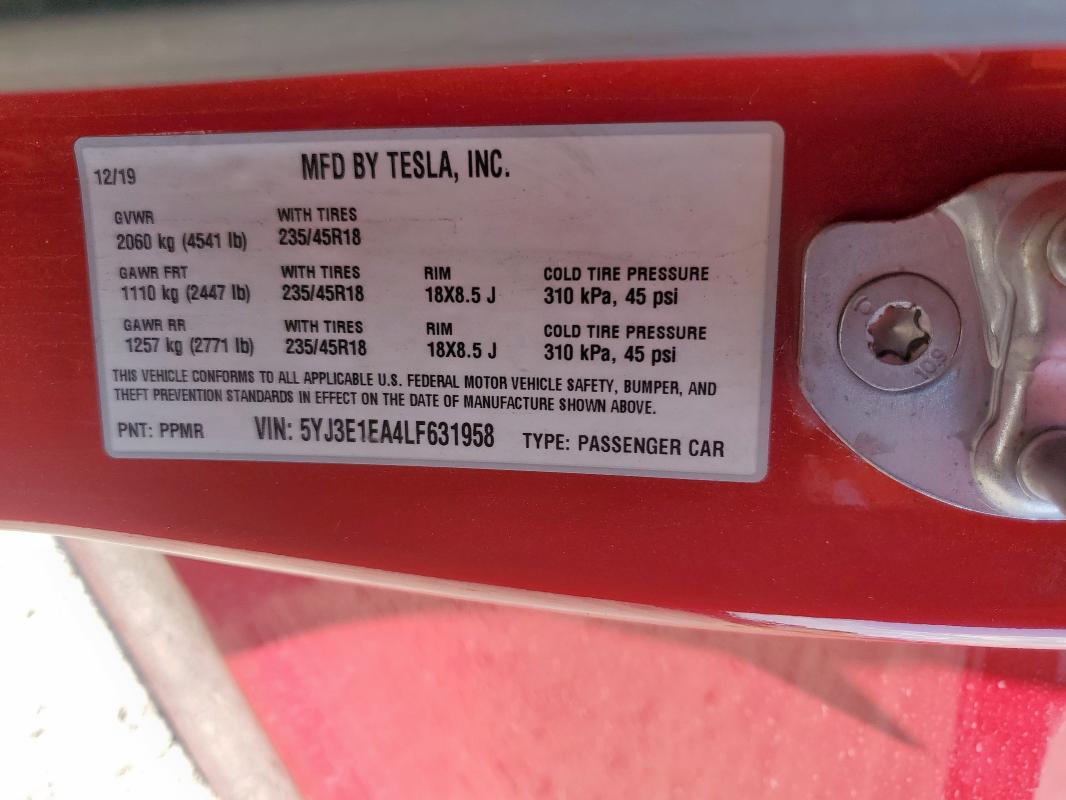 MFD BY TESLA, INC.
12/19
GVWR WITH TIRES
2060 kg (4541 lb) 235/45R18
GAWR FRT WITH TIRES RIM COLD TIRE PRESSURE
1110 kg (2447 lb) 235/45R18 18X8.5 J 310 kPa, 45 psi
GAWR RR WITH TIRES RIM COLD TIRE PRESSURE
1257 kg (2771 lb) 235/45R18 18X8.5 J 310 kPa, 45 psi
THIS VEHICLE CONFORMS TO ALL APPLICABLE U.S. FEDERAL MOTOR VEHICLE SAFETY, BUMPER, AND
THEFT PREVENTION STANDARDS IN EFFECT ON THE DATE OF MANUFACTURE SHOWN ABOVE.
PNT: PPMR VIN: 5YJ3E1EA4LF631958 TYPE: PASSENGER CAR
10.9